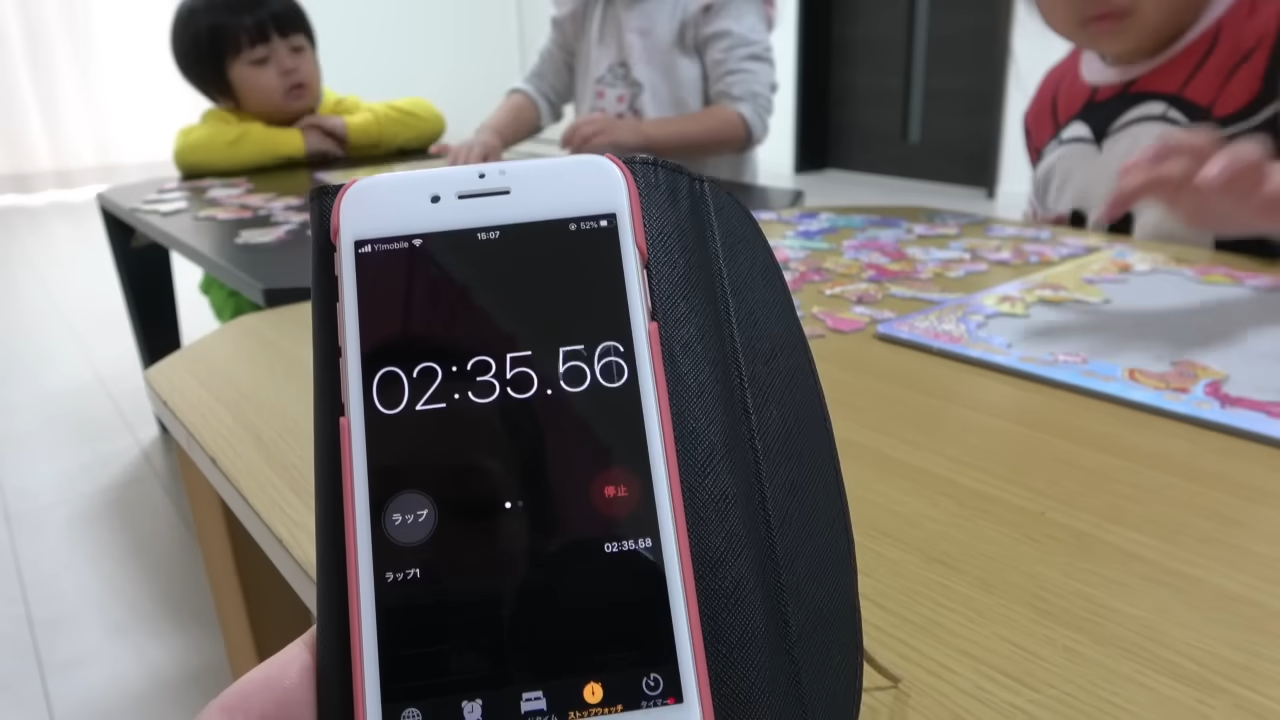 Y!mobile 15:07 52%
02:35.56
ラップ 停止
ラップ1 02:35.68
ストップウォッチ タイマー